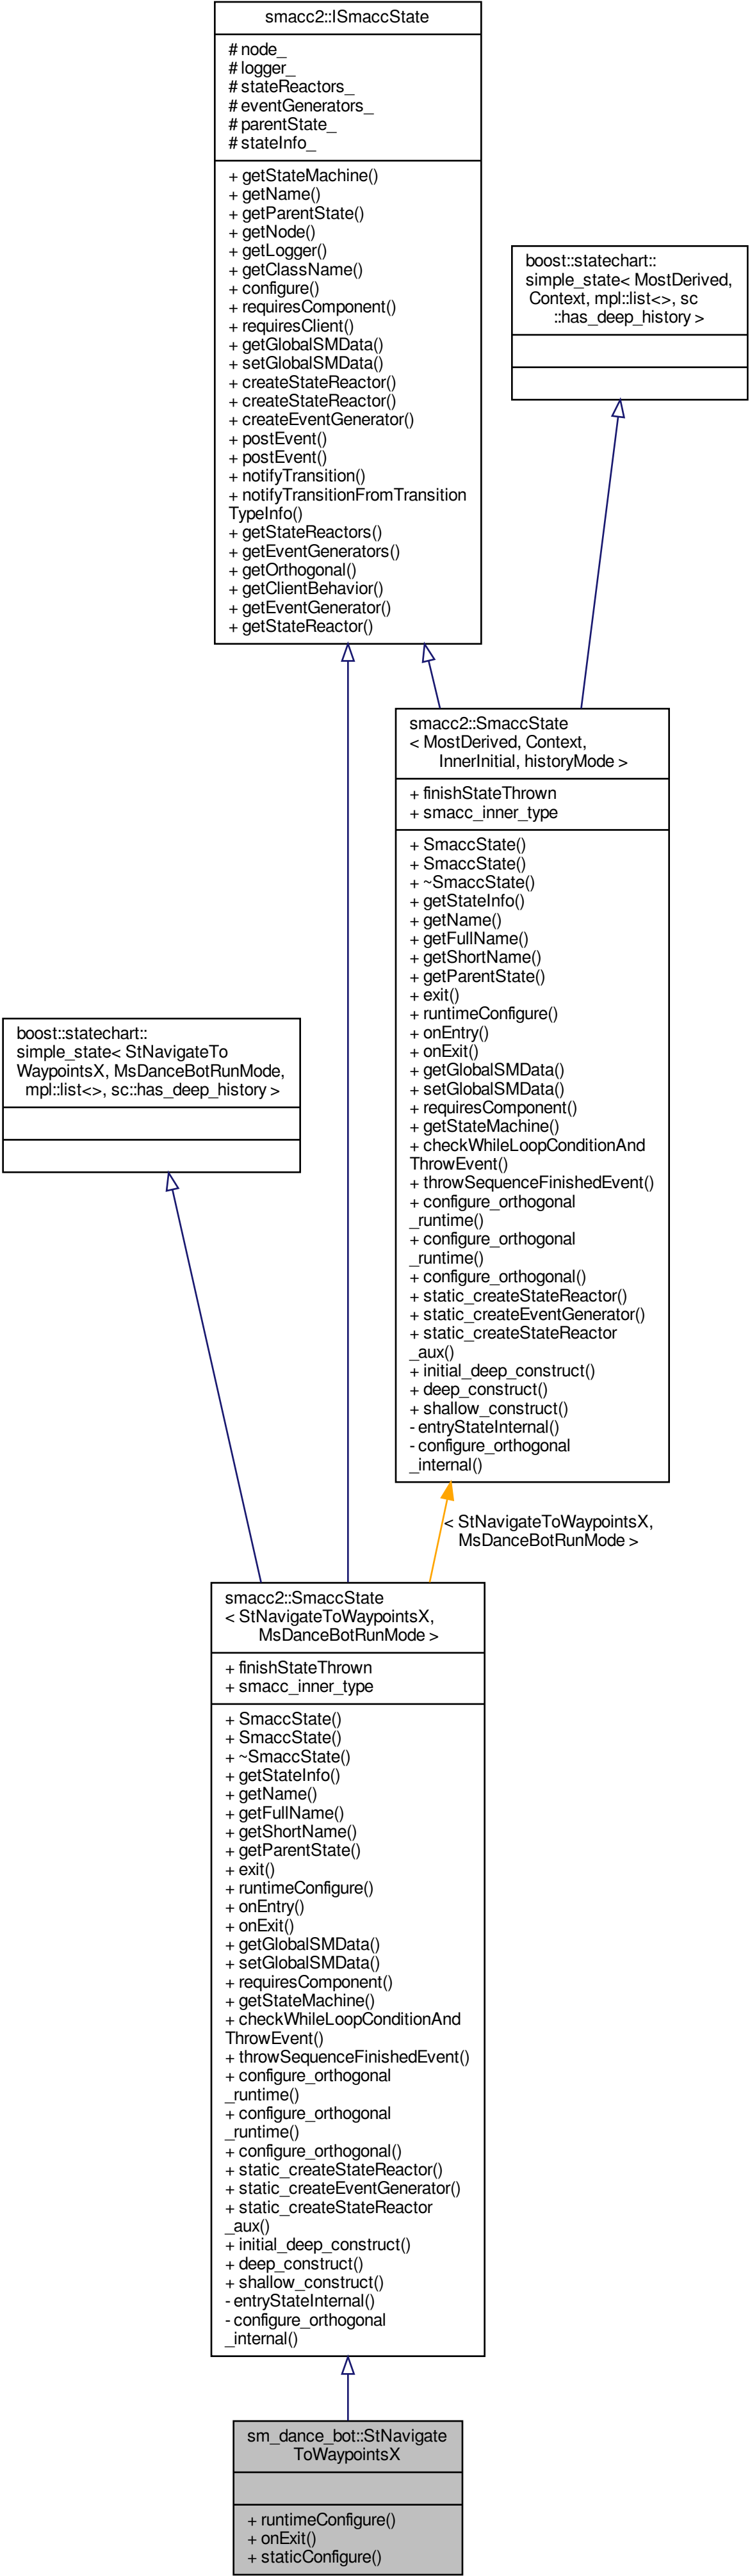 smacc2::ISmaccState
# node_
# logger_
# stateReactors_
# eventGenerators_
# parentState_
# stateInfo_
+ getStateMachine()
+ getName()
+ getParentState()
+ getNode()
+ getLogger()
+ getClassName()
+ configure()
+ requiresComponent()
+ requiresClient()
+ getGlobalSMData()
+ setGlobalSMData()
+ createStateReactor()
+ createStateReactor()
+ createEventGenerator()
+ postEvent()
+ postEvent()
+ notifyTransition()
+ notifyTransitionFromTransition
TypeInfo()
+ getStateReactors()
+ getEventGenerators()
+ getOrthogonal()
+ getClientBehavior()
+ getEventGenerator()
+ getStateReactor()
boost::statechart::
simple_state< MostDerived,
Context, mpl::list<>, sc
::has_deep_history >
smacc2::SmaccState
< MostDerived, Context,
InnerInitial, historyMode >
+ finishStateThrown
+ smacc_inner_type
+ SmaccState()
+ SmaccState()
+ ~SmaccState()
+ getStateInfo()
+ getName()
+ getFullName()
+ getShortName()
+ getParentState()
+ exit()
+ runtimeConfigure()
+ onEntry()
+ onExit()
+ getGlobalSMData()
+ setGlobalSMData()
+ requiresComponent()
+ getStateMachine()
+ checkWhileLoopConditionAnd
ThrowEvent()
+ throwSequenceFinishedEvent()
+ configure_orthogonal
_runtime()
+ configure_orthogonal
_runtime()
+ configure_orthogonal()
+ static_createStateReactor()
+ static_createEventGenerator()
+ static_createStateReactor
_aux()
+ initial_deep_construct()
+ deep_construct()
+ shallow_construct()
- entryStateInternal()
- configure_orthogonal
_internal()
boost::statechart::
simple_state< StNavigateTo
WaypointsX, MsDanceBotRunMode,
mpl::list<>, sc::has_deep_history >
< StNavigateToWaypointsX,
MsDanceBotRunMode >
smacc2::SmaccState
< StNavigateToWaypointsX,
MsDanceBotRunMode >
+ finishStateThrown
+ smacc_inner_type
+ SmaccState()
+ SmaccState()
+ ~SmaccState()
+ getStateInfo()
+ getName()
+ getFullName()
+ getShortName()
+ getParentState()
+ exit()
+ runtimeConfigure()
+ onEntry()
+ onExit()
+ getGlobalSMData()
+ setGlobalSMData()
+ requiresComponent()
+ getStateMachine()
+ checkWhileLoopConditionAnd
ThrowEvent()
+ throwSequenceFinishedEvent()
+ configure_orthogonal
_runtime()
+ configure_orthogonal
_runtime()
+ configure_orthogonal()
+ static_createStateReactor()
+ static_createEventGenerator()
+ static_createStateReactor
_aux()
+ initial_deep_construct()
+ deep_construct()
+ shallow_construct()
- entryStateInternal()
- configure_orthogonal
_internal()
sm_dance_bot::StNavigate
ToWaypointsX
+ runtimeConfigure()
+ onExit()
+ staticConfigure()